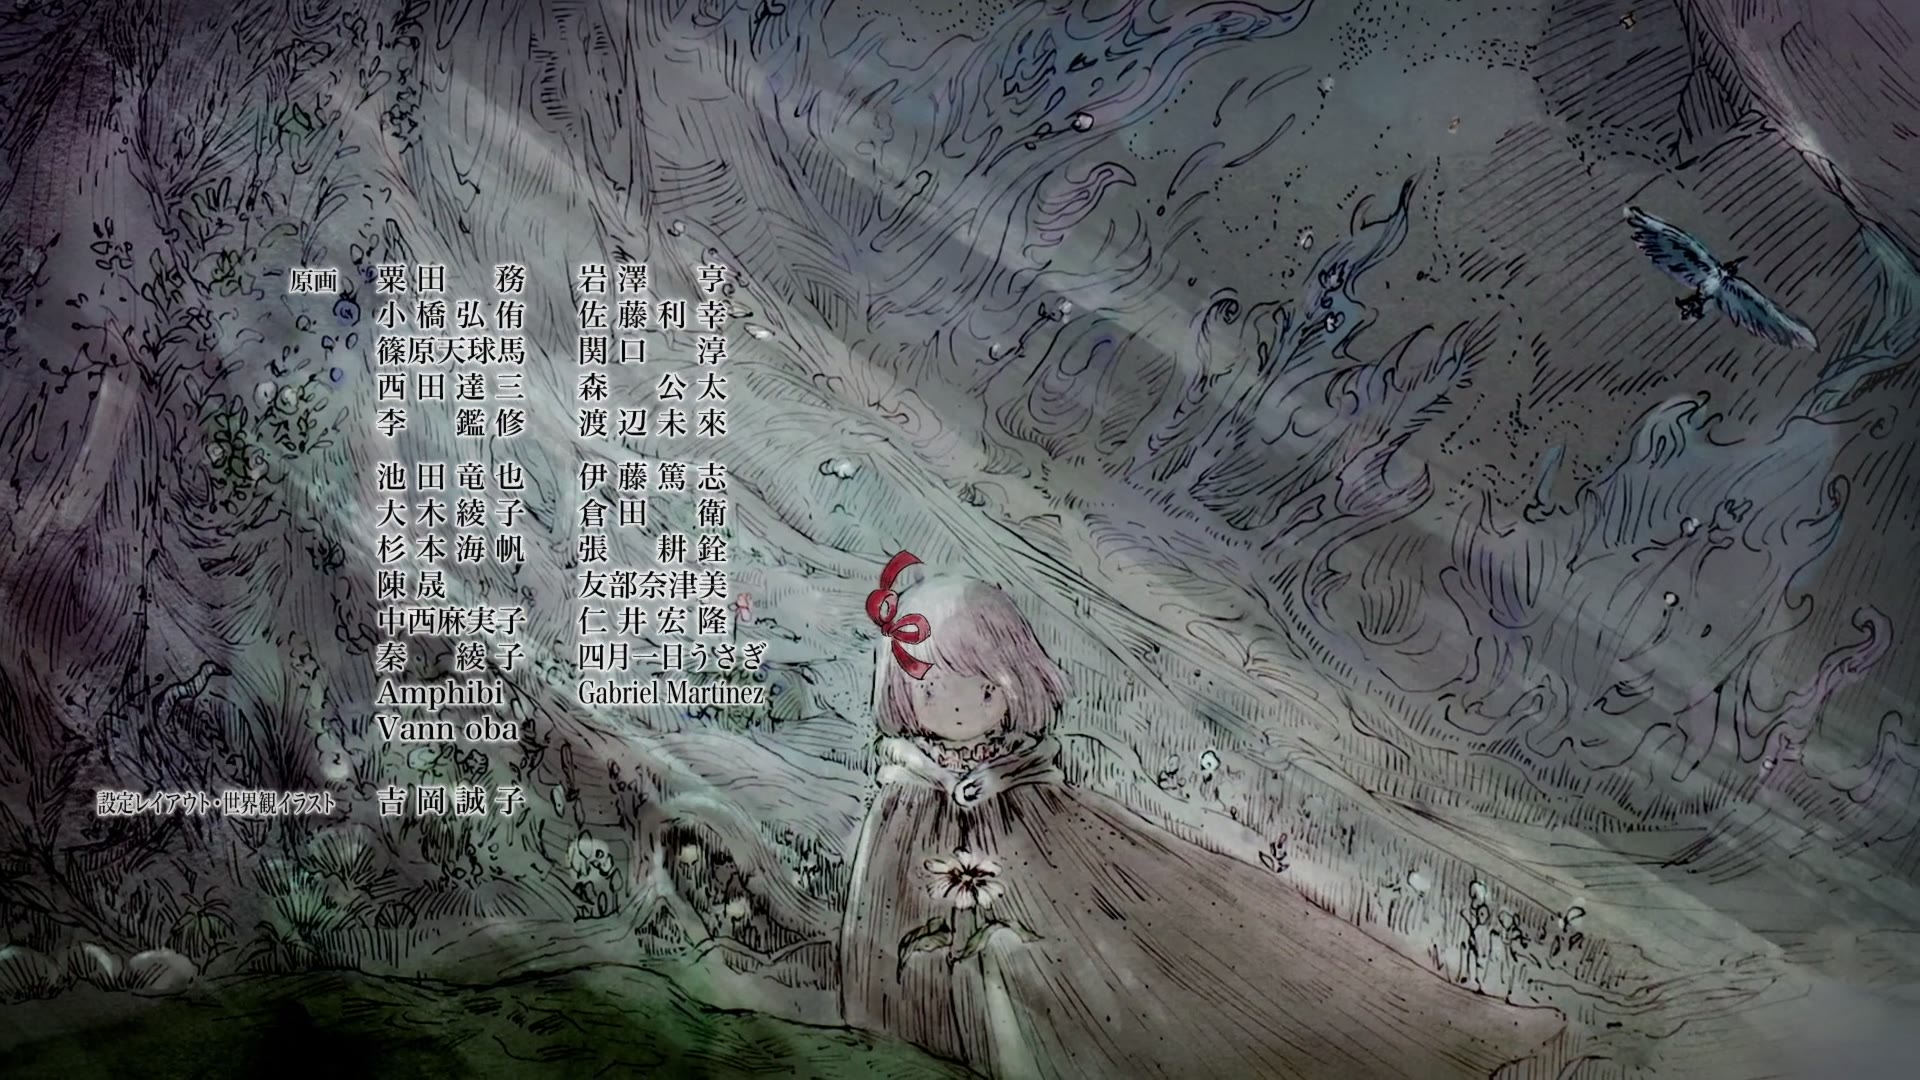 原画 粟田 務 岩澤 亨
小橋弘侑 佐藤利幸
篠原天球馬 関口 淳
西田達三 森 公太
李 鑑修 渡辺未來
池田竜也 伊藤篤志
大木綾子 倉田 衛
杉本海帆 張 耕銓
陳晟 友部奈津美
中西麻実子 仁井宏隆
秦 綾子 四月一日うさぎ
Amphibi Gabriel Martínez
Vann oba
設定レイアウト・世界観イラスト 吉岡誠子